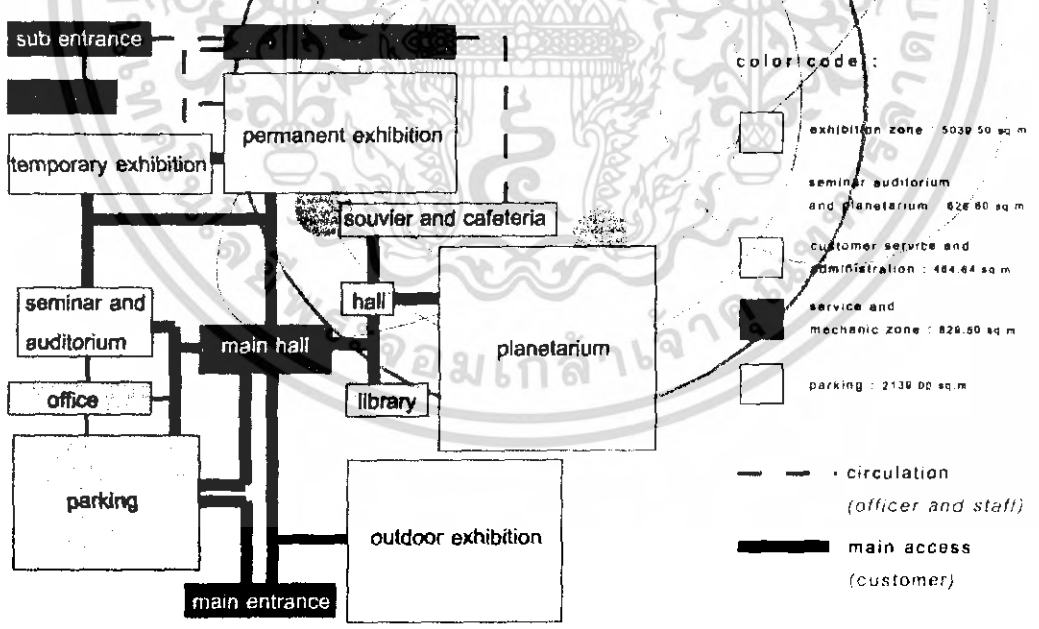 sub entrance
permanent exhibition
temporary exhibition
souvier and cafeteria
seminar and
auditorium
hall
main hall
planetarium
office
library
parking
outdoor exhibition
main entrance
color code :
exhibition zone : 5039.50 sq m
seminar auditorium
and planetarium 626.60 sq m
customer service and
administration : 464.64 sq m
service and
mechanic zone : 829.50 sq m
parking : 2139.00 sq.m
circulation
(officer and staff)
main access
(customer)